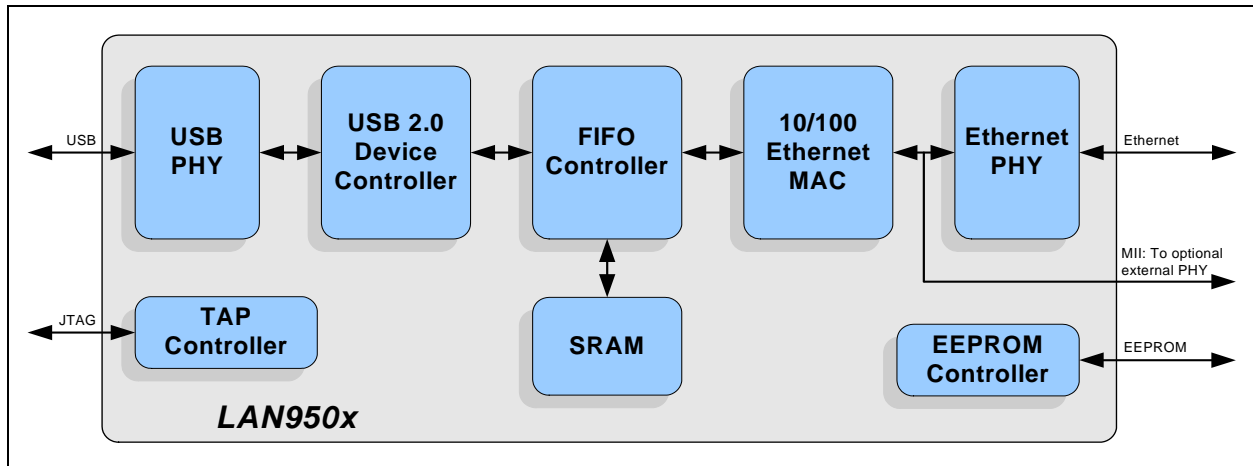 USB
USB
PHY
USB 2.0
Device
Controller
FIFO
Controller
10/100
Ethernet
MAC
Ethernet
PHY
Ethernet
MII: To optional
external PHY
JTAG
TAP
Controller
SRAM
EEPROM
Controller
EEPROM
LAN950x